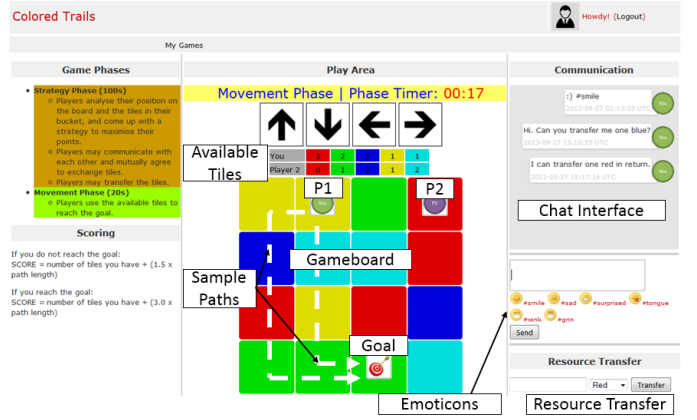 Colored Trails
Howdy! (Logout)
My Games
Game Phases
Strategy Phase (100s)
Players analyse their position on
the board and the tiles in their
bucket, and come up with a
strategy to maximise their
points.
Players may communicate with
each other and mutually agree
to exchange tiles.
Players may transfer the tiles.
Movement Phase (20s)
Players use the available tiles to
reach the goal.
Scoring
If you do not reach the goal:
SCORE = number of tiles you have + (1.5 x
path length)
If you reach the goal:
SCORE = number of tiles you have + (3.0 x
path length)
Play Area
Movement Phase | Phase Timer: 00:17
Available
Tiles
You 2 2 0 1 1
Player 2 0 1 2
P1
P2
You
P2
Gameboard
Sample
Paths
Goal
Communication
:) #smile
2013-09-27 02:15:32 UTC
You
Hi. Can you transfer me one blue?
2013-09-27 15:16:55 UTC
You
I can transfer one red in return.
2013-09-27 15:17:16 UTC
You
Chat Interface
#smile #sad #surprised #tongue
#wink #grin
Send
Emoticons
Resource Transfer
Red
Transfer
Resource Transfer